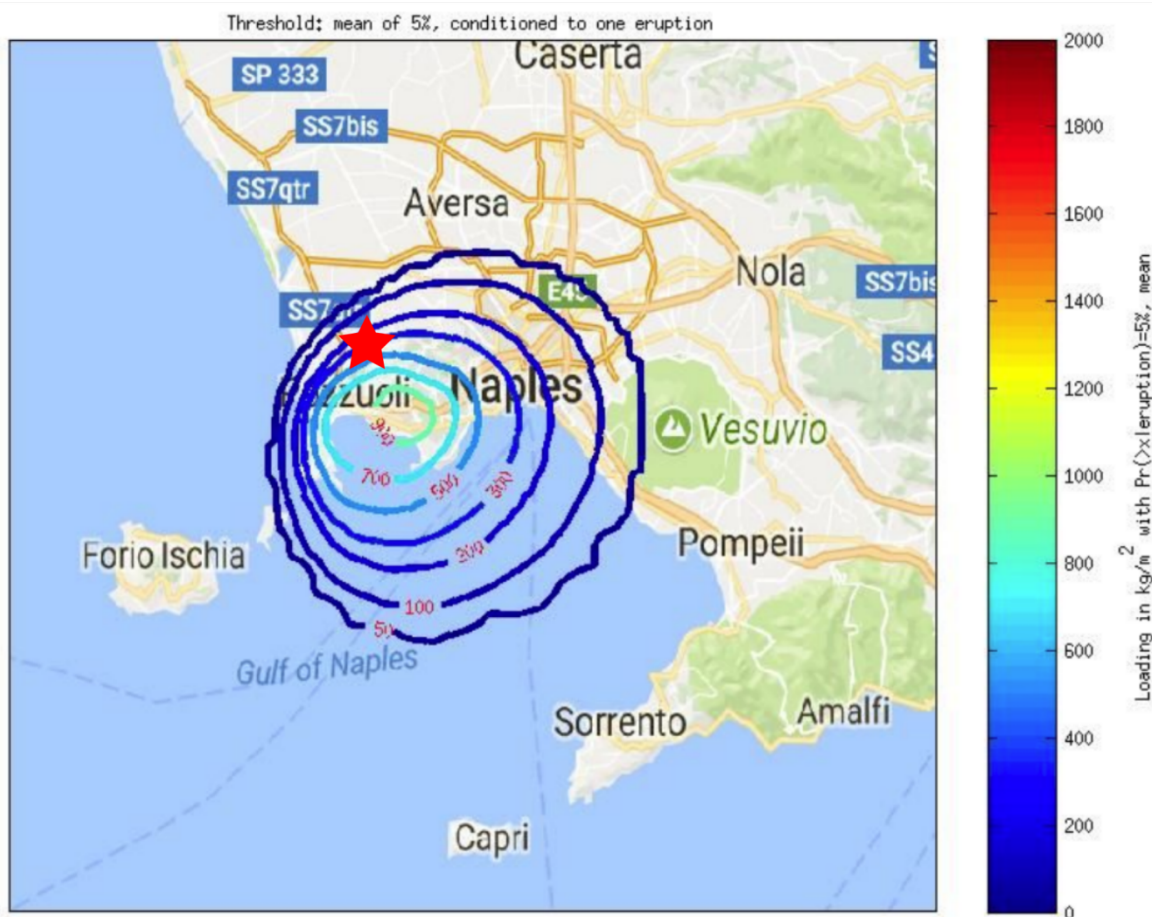 Threshold: mean of 5%, conditioned to one eruption
Caserta
SP 333
SS7bis
SS7qtr
Aversa
Nola
E45
SS7bis
SS4
Naples
Vesuvio
700
500
300
200
Pompeii
Forio Ischia
100
50
Gulf of Naples
Sorrento
Amalfi
Capri
2000
1800
1600
1400
1200
1000
800
600
400
200
0
Loading in kg/m2 with Pr(>x|eruption)=5%, mean